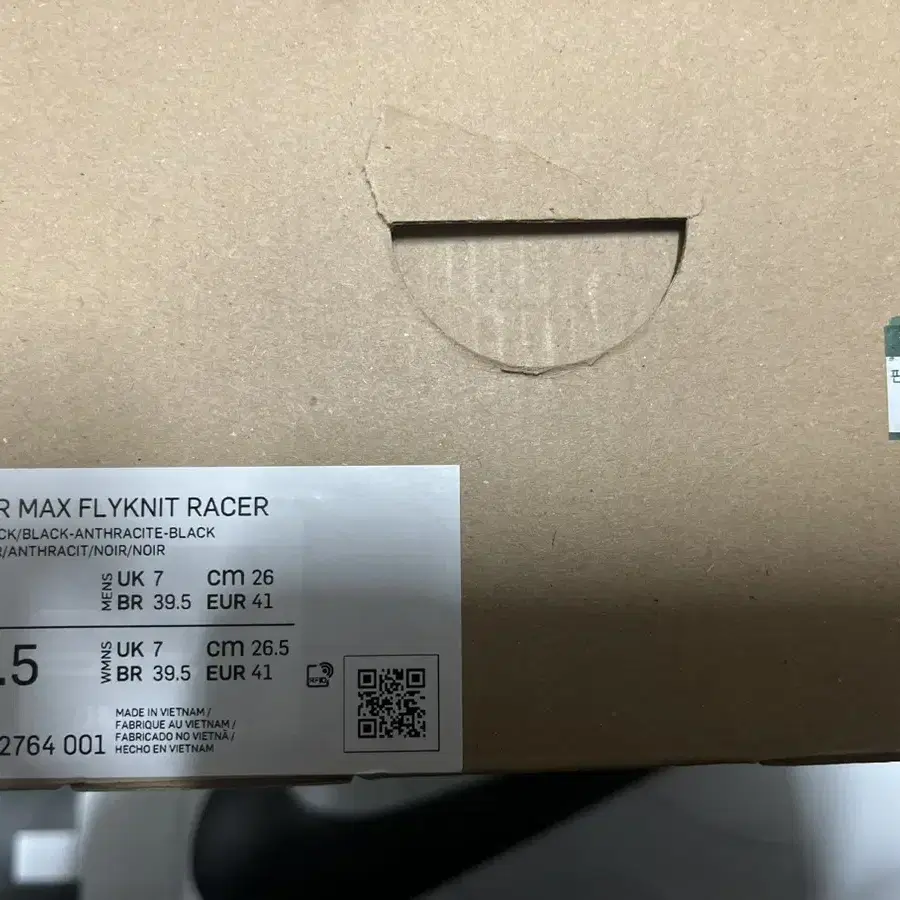 R MAX FLYKNIT RACER
CK/BLACK-ANTHRACITE-BLACK
R/ANTHRACIT/NOIR/NOIR
MENS
UK 7 cm 26
BR 39.5 EUR 41
.5
WMNS
UK 7 cm 26.5
BR 39.5 EUR 41
RFID
2764 001
MADE IN VIETNAM /
FABRIQUE AU VIETNAM /
FABRICADO NO VIETNÃ /
HECHO EN VIETNAM